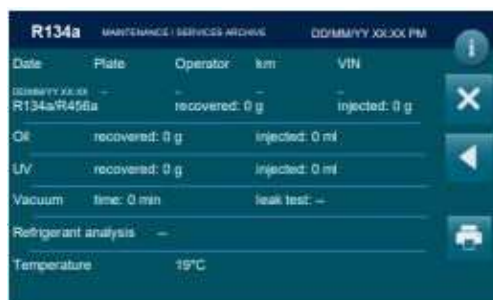 R134a MAINTENANCE / SERVICES ARCHIVE DD/MM/YY XX:XX PM
Date Plate Operator km VIN
DD/MM/YY XX:XX -- -- -- --
R134a/R456a recovered: 0 g injected: 0 g
Oil recovered: 0 g injected: 0 ml
UV recovered: 0 g injected: 0 ml
Vacuum time: 0 min leak test: --
Refrigerant analysis --
Temperature 19°C